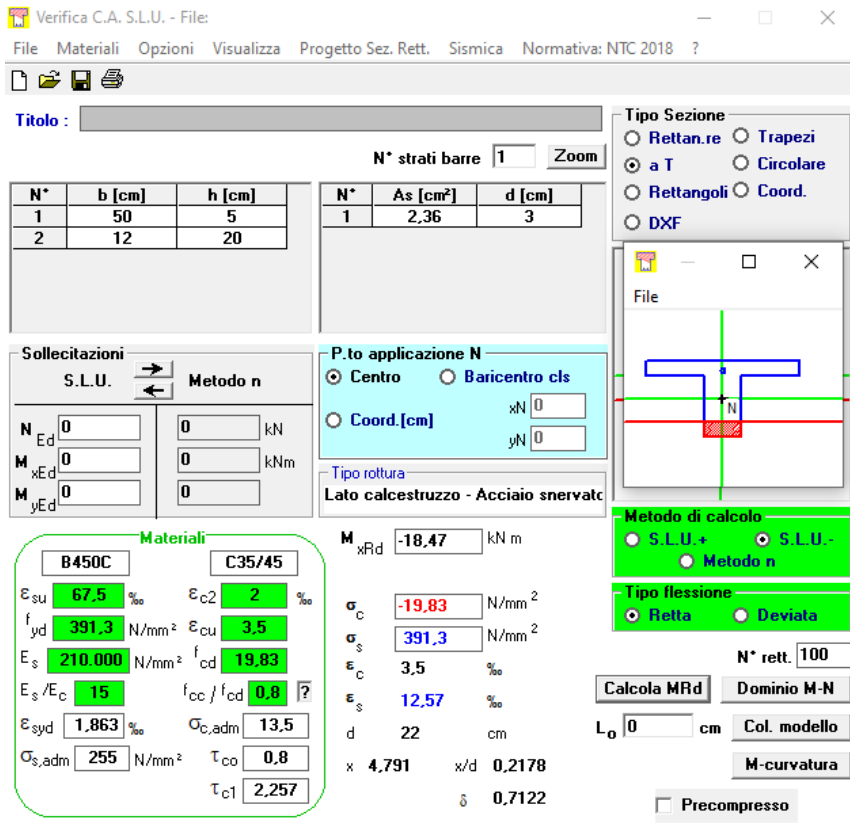 Verifica C.A. S.L.U. - File:
File Materiali Opzioni Visualizza Progetto Sez. Rett. Sismica Normativa: NTC 2018 ?
Titolo :
N° strati barre 1 Zoom
N° b [cm] h [cm]
1 50 5
2 12 20
N° As [cm²] d [cm]
1 2,36 3
Tipo Sezione
Rettan.re Trapezi
a T Circolare
Rettangoli Coord.
DXF
File
N
Sollecitazioni
S.L.U. Metodo n
N Ed 0 0 kN
M xEd 0 0 kNm
M yEd 0 0
P.to applicazione N
Centro Baricentro cls
Coord.[cm] xN 0
yN 0
Tipo rottura
Lato calcestruzzo - Acciaio snervatc
Metodo di calcolo
S.L.U.+ S.L.U.-
Metodo n
Tipo flessione
Retta Deviata
Materiali
B450C C35/45
εsu 67,5 ‰ εc2 2 ‰
fyd 391,3 N/mm² εcu 3,5
Es 210.000 N/mm² fcd 19,83
Es/Ec 15 fcc / fcd 0,8 ?
εsyd 1,863 ‰ σc,adm 13,5
σs,adm 255 N/mm² τco 0,8
τc1 2,257
M xRd -18,47 kN m
σc -19,83 N/mm²
σs 391,3 N/mm²
εc 3,5 ‰
εs 12,57 ‰
d 22 cm
x 4,791 x/d 0,2178
δ 0,7122
N° rett. 100
Calcola MRd Dominio M-N
Lo 0 cm Col. modello
M-curvatura
Precompresso